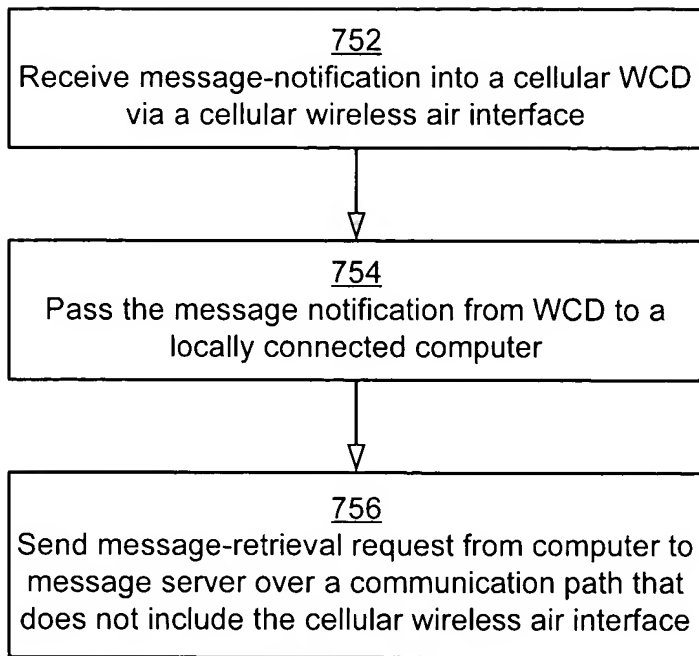 752
Receive message-notification into a cellular WCD
via a cellular wireless air interface
754
Pass the message notification from WCD to a
locally connected computer
756
Send message-retrieval request from computer to
message server over a communication path that
does not include the cellular wireless air interface